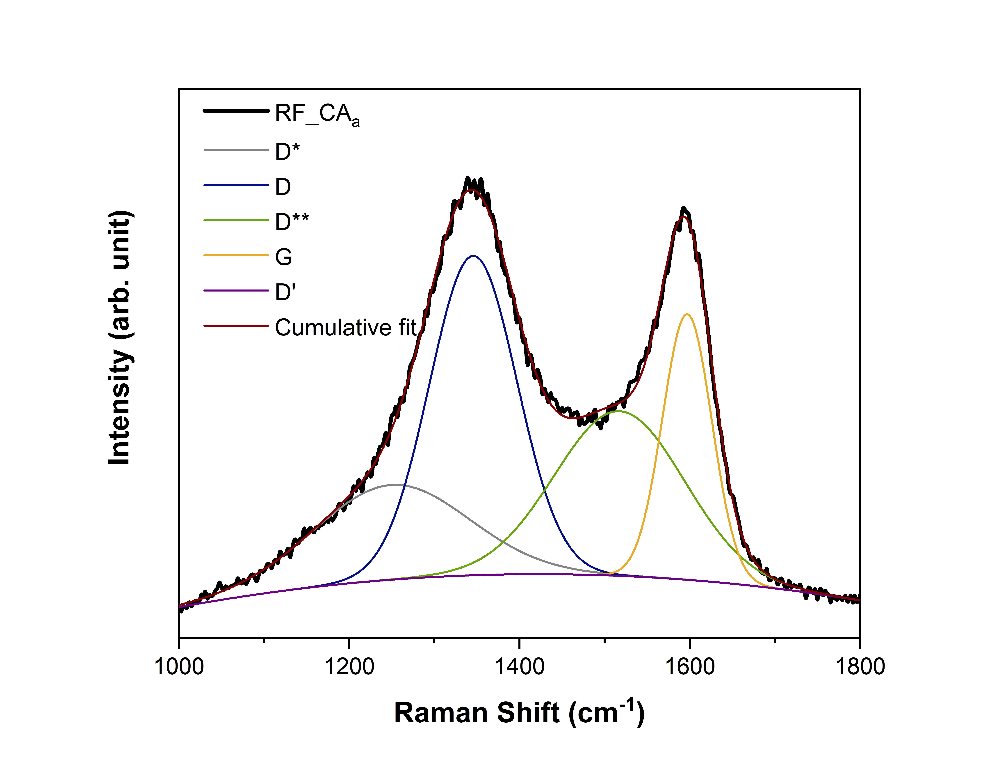 RF_CAₐ
D*
D
D**
G
D'
Cumulative fit
Intensity (arb. unit)
1000 1200 1400 1600 1800
Raman Shift (cm⁻¹)